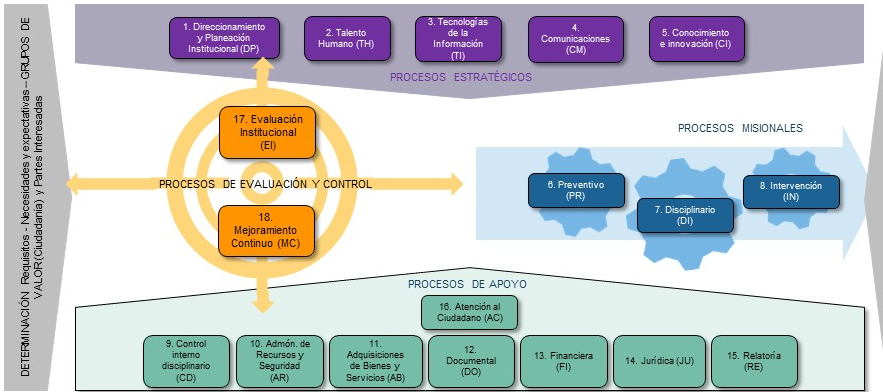 DETERMINACIÓN Requisitos - Necesidades y expectativas – GRUPOS DE
VALOR(Ciudadanía) y Partes Interesadas
1. Direccionamiento
y Planeación
Institucional (DP)
2. Talento
Humano (TH)
3. Tecnologías
de la
Información
(TI)
4.
Comunicaciones
(CM)
5. Conocimiento
e innovación (CI)
PROCESOS ESTRATÉGICOS
17. Evaluación
Institucional
(EI)
PROCESOS DE EVALUACIÓN Y CONTROL
18.
Mejoramiento
Continuo (MC)
PROCESOS MISIONALES
6. Preventivo
(PR)
7. Disciplinario
(DI)
8. Intervención
(IN)
PROCESOS DE APOYO
16. Atención al
Ciudadano (AC)
9. Control
interno
disciplinario
(CD)
10. Admón. de
Recursos y
Seguridad
(AR)
11.
Adquisiciones
de Bienes y
Servicios (AB)
12.
Documental
(DO)
13. Financiera
(FI)
14. Jurídica (JU)
15. Relatoría
(RE)